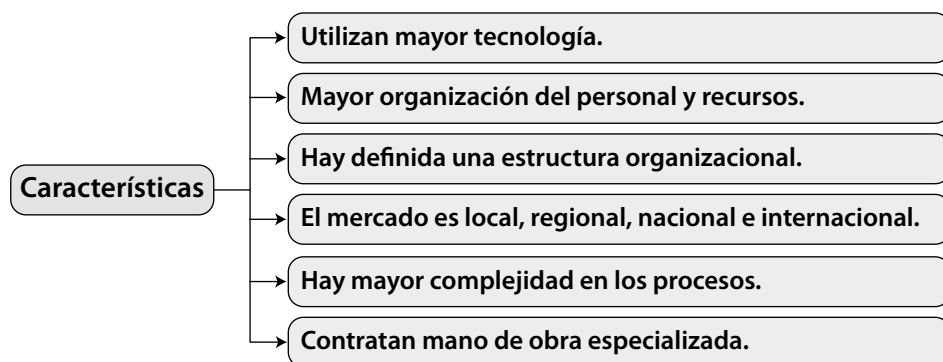 Utilizan mayor tecnología.
Mayor organización del personal y recursos.
Hay definida una estructura organizacional.
Caracterísficas
El mercado es local, regional, nacional e internacional.
Hay mayor complejidad en los procesos.
Contratan mano de obra especializada.